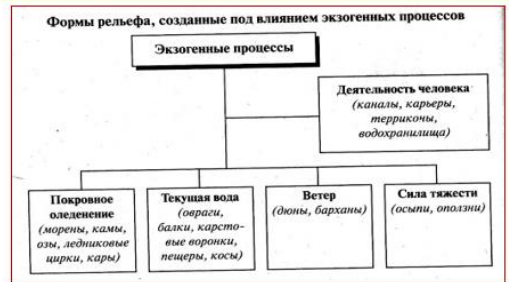 Формы рельефа, созданные под влиянием экзогенных процессов
Экзогенные процессы
Деятельность человека
(каналы, карьеры,
терриконы,
водохранилища)
Покровное
оледенение
(морены, камы,
озы, ледниковые
цирки, кары)
Текущая вода
(овраги,
балки, карсто-
вые воронки,
пещеры, косы)
Ветер
(дюны, барханы)
Сила тяжести
(осыпи, оползни)